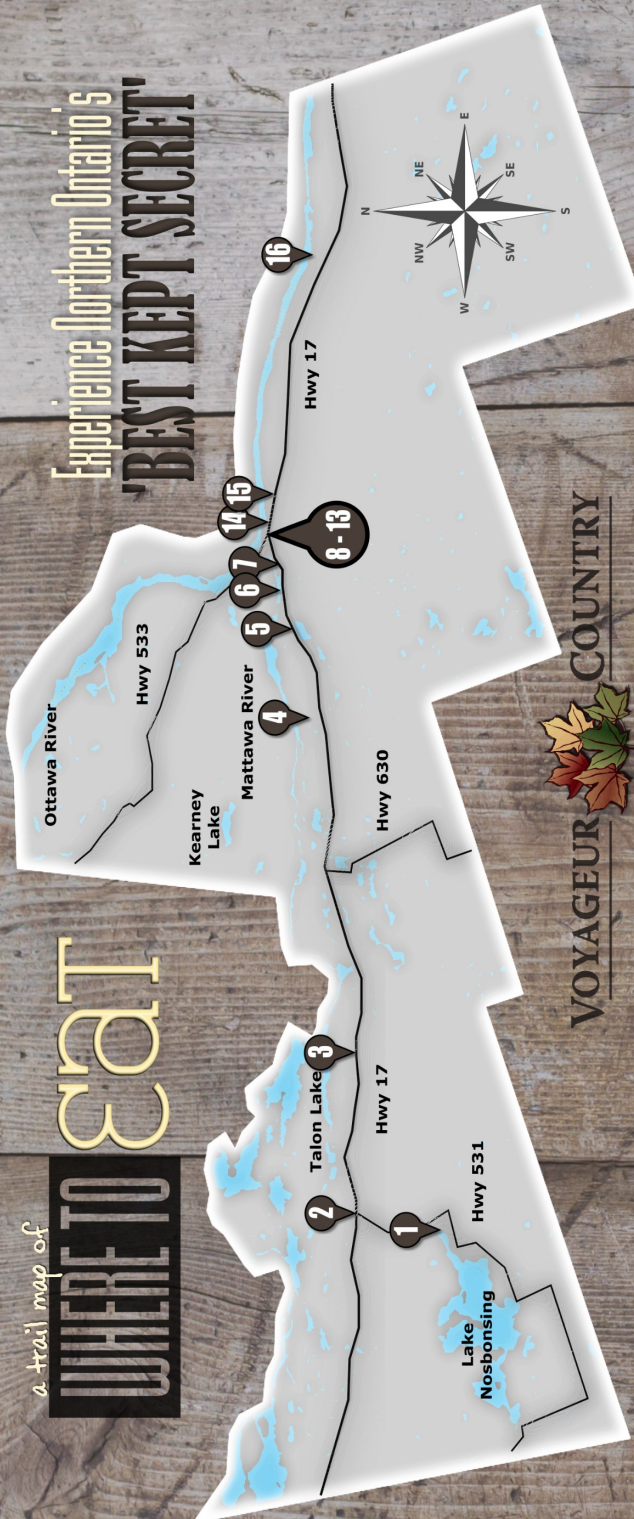 a trail map of
WHERE TO EAT
Experience Northern Ontario's
'BEST KEPT SECRET'
Ottawa River
Hwy 533
Kearney
Lake
Mattawa River
Talon Lake
Hwy 17
Hwy 630
Hwy 17
Hwy 531
Lake
Nosbonsing
1
2
3
4
5
6
7
8 - 13
14
15
16
N
NE
E
SE
S
SW
W
NW
VOYAGEUR COUNTRY